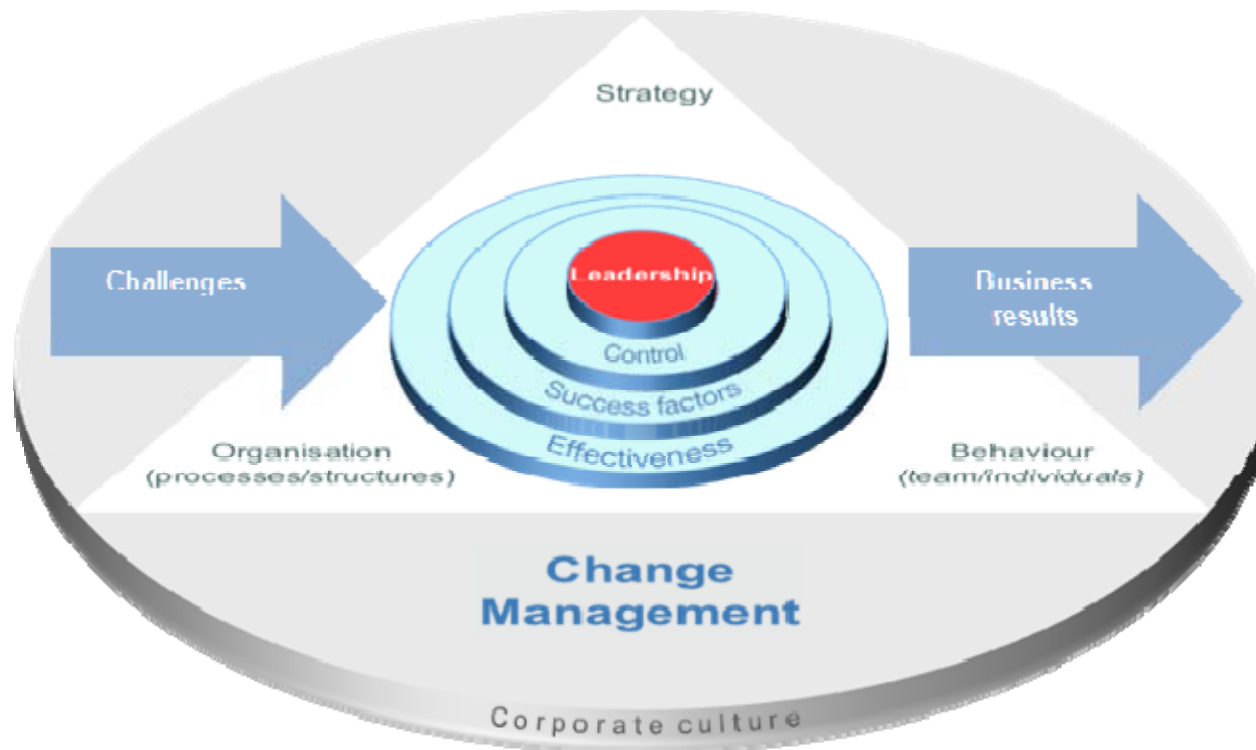 Strategy
Challenges
Leadership
Business
results
Control
Success factors
Effectiveness
Organisation
(processes/structures)
Behaviour
(team/individuals)
Change
Management
Corporate culture